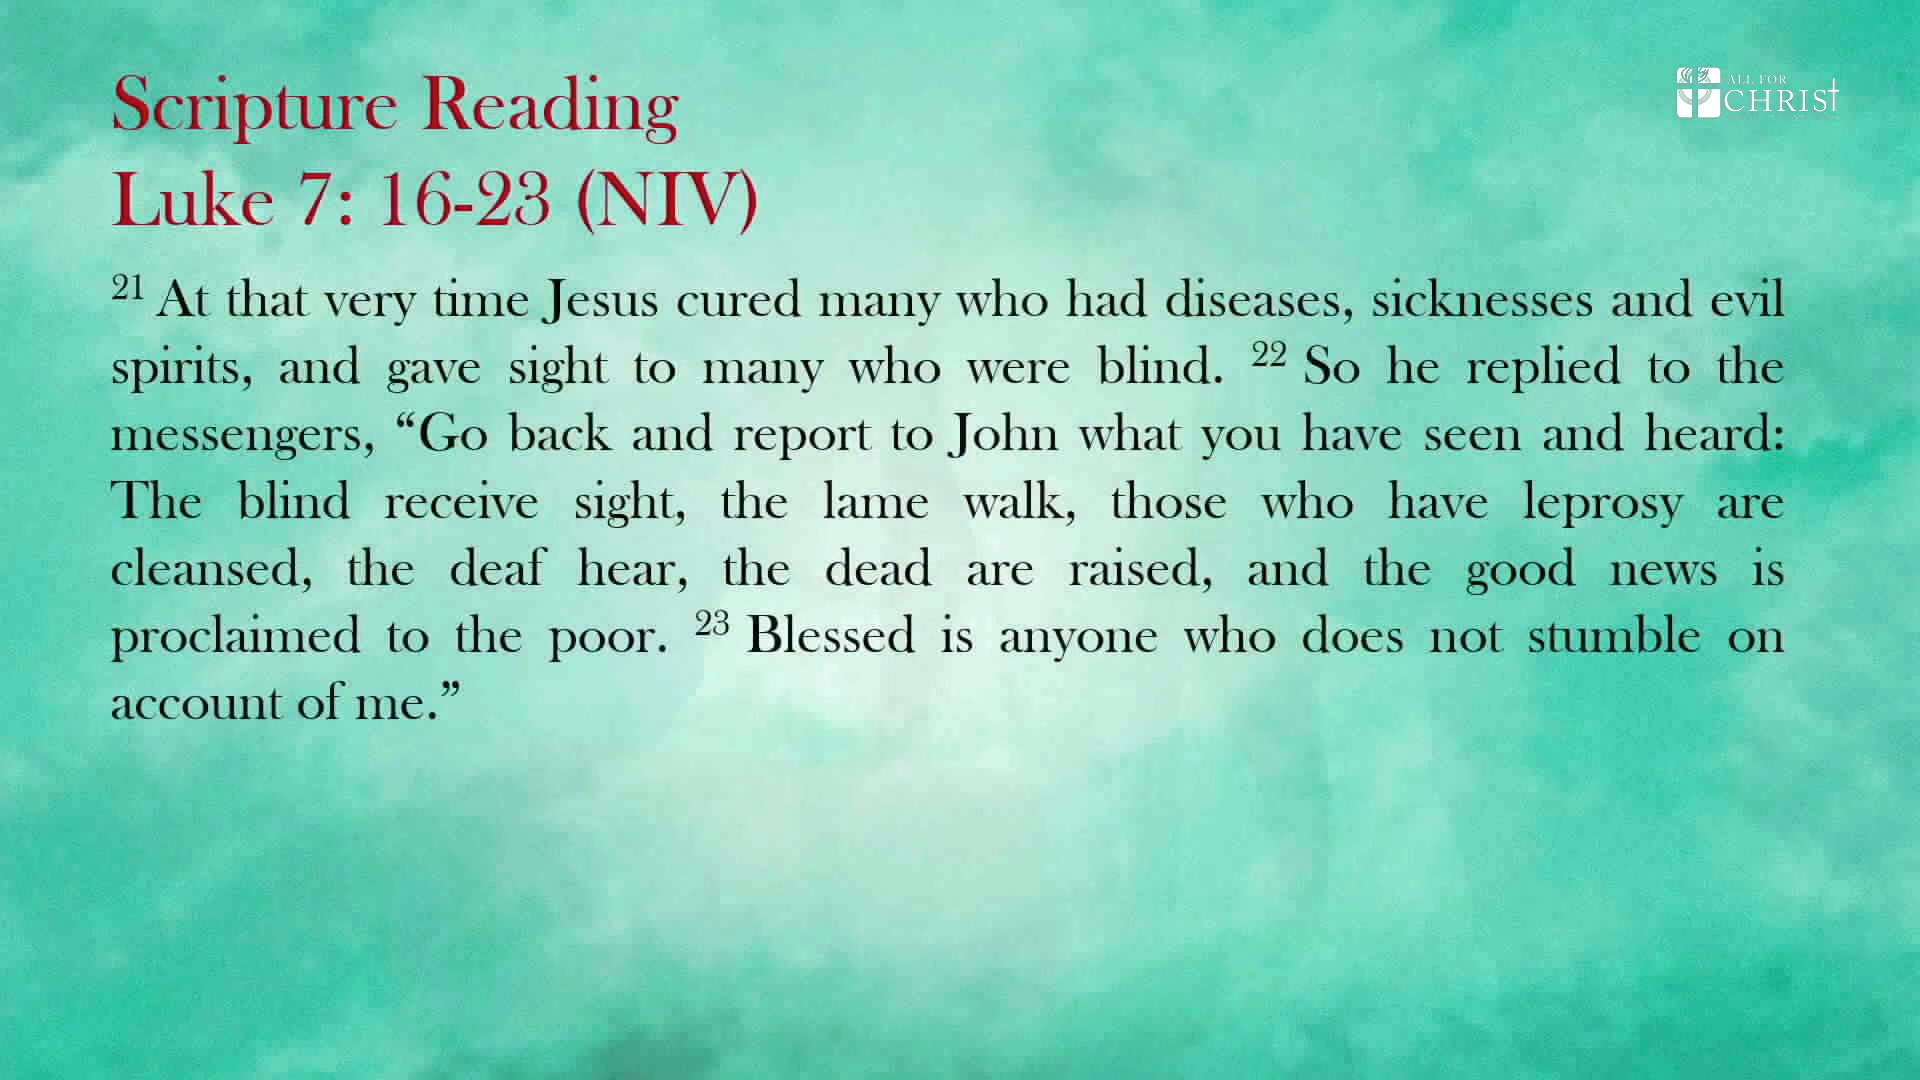 Scripture Reading
Luke 7: 16-23 (NIV)
ALL FOR
CHRIST
21 At that very time Jesus cured many who had diseases, sicknesses and evil
spirits, and gave sight to many who were blind. 22 So he replied to the
messengers, “Go back and report to John what you have seen and heard:
The blind receive sight, the lame walk, those who have leprosy are
cleansed, the deaf hear, the dead are raised, and the good news is
proclaimed to the poor. 23 Blessed is anyone who does not stumble on
account of me.”